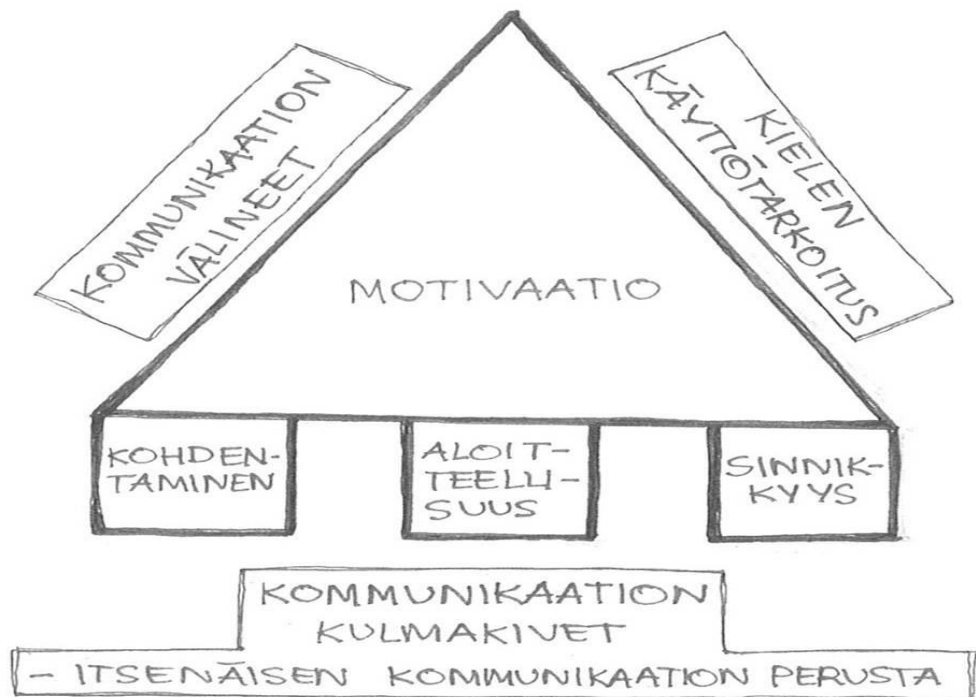 KOMMUNIKAATION
VÄLINEET
KIELEN
KÄYTTÖTARKOITUS
MOTIVAATIO
KOHDEN-
TAMINEN
ALOIT-
TEELLI-
SUUS
SINNIK-
KYYS
KOMMUNIKAATION
KULMAKIVET
- ITSENÄISEN KOMMUNIKAATION PERUSTA